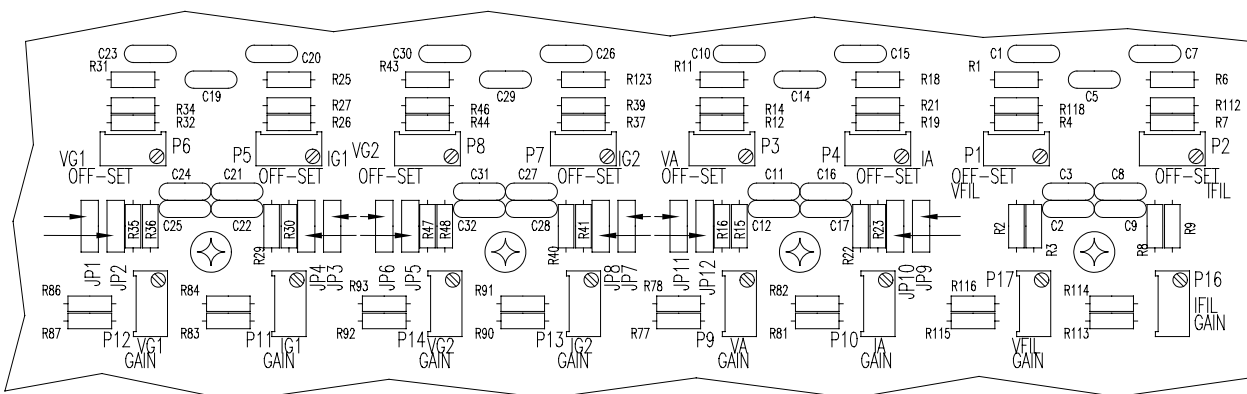 C23 C20 C30 C26 C10 C15 C1 C7
R31 R25 R43 R123 R11 R18 R1 R6
C19 C29 C14 C5
R34 R27 R46 R39 R14 R21 R118 R112
R32 R26 R44 R37 R12 R19 R4 R7
P6 P5 P8 P7 P3 P4 P1 P2
VG1 IG1 VG2 IG2 VA IA
OFF-SET OFF-SET OFF-SET OFF-SET OFF-SET OFF-SET OFF-SET OFF-SET
VFIL IFIL
C24 C21 C31 C27 C11 C16 C3 C8
C25 C22 C32 C28 C12 C17 C2 C9
R35 R36 R30 R47 R48 R41 R16 R15 R23 R2 R9
R29 R40 R22 R3 R8
JP1 JP2 JP4 JP3 JP6 JP5 JP8 JP7 JP11 JP12 JP10 JP9
P17 P16
R86 R84 R93 R91 R78 R82 R116 R114
R87 R83 R92 R90 R77 R81 R115 R113
P12 P11 P14 P13 P9 P10
VG1 IG1 VG2 IG2 VA IA VFIL IFIL
GAIN GAIN GAIN GAIN GAIN GAIN GAIN GAIN